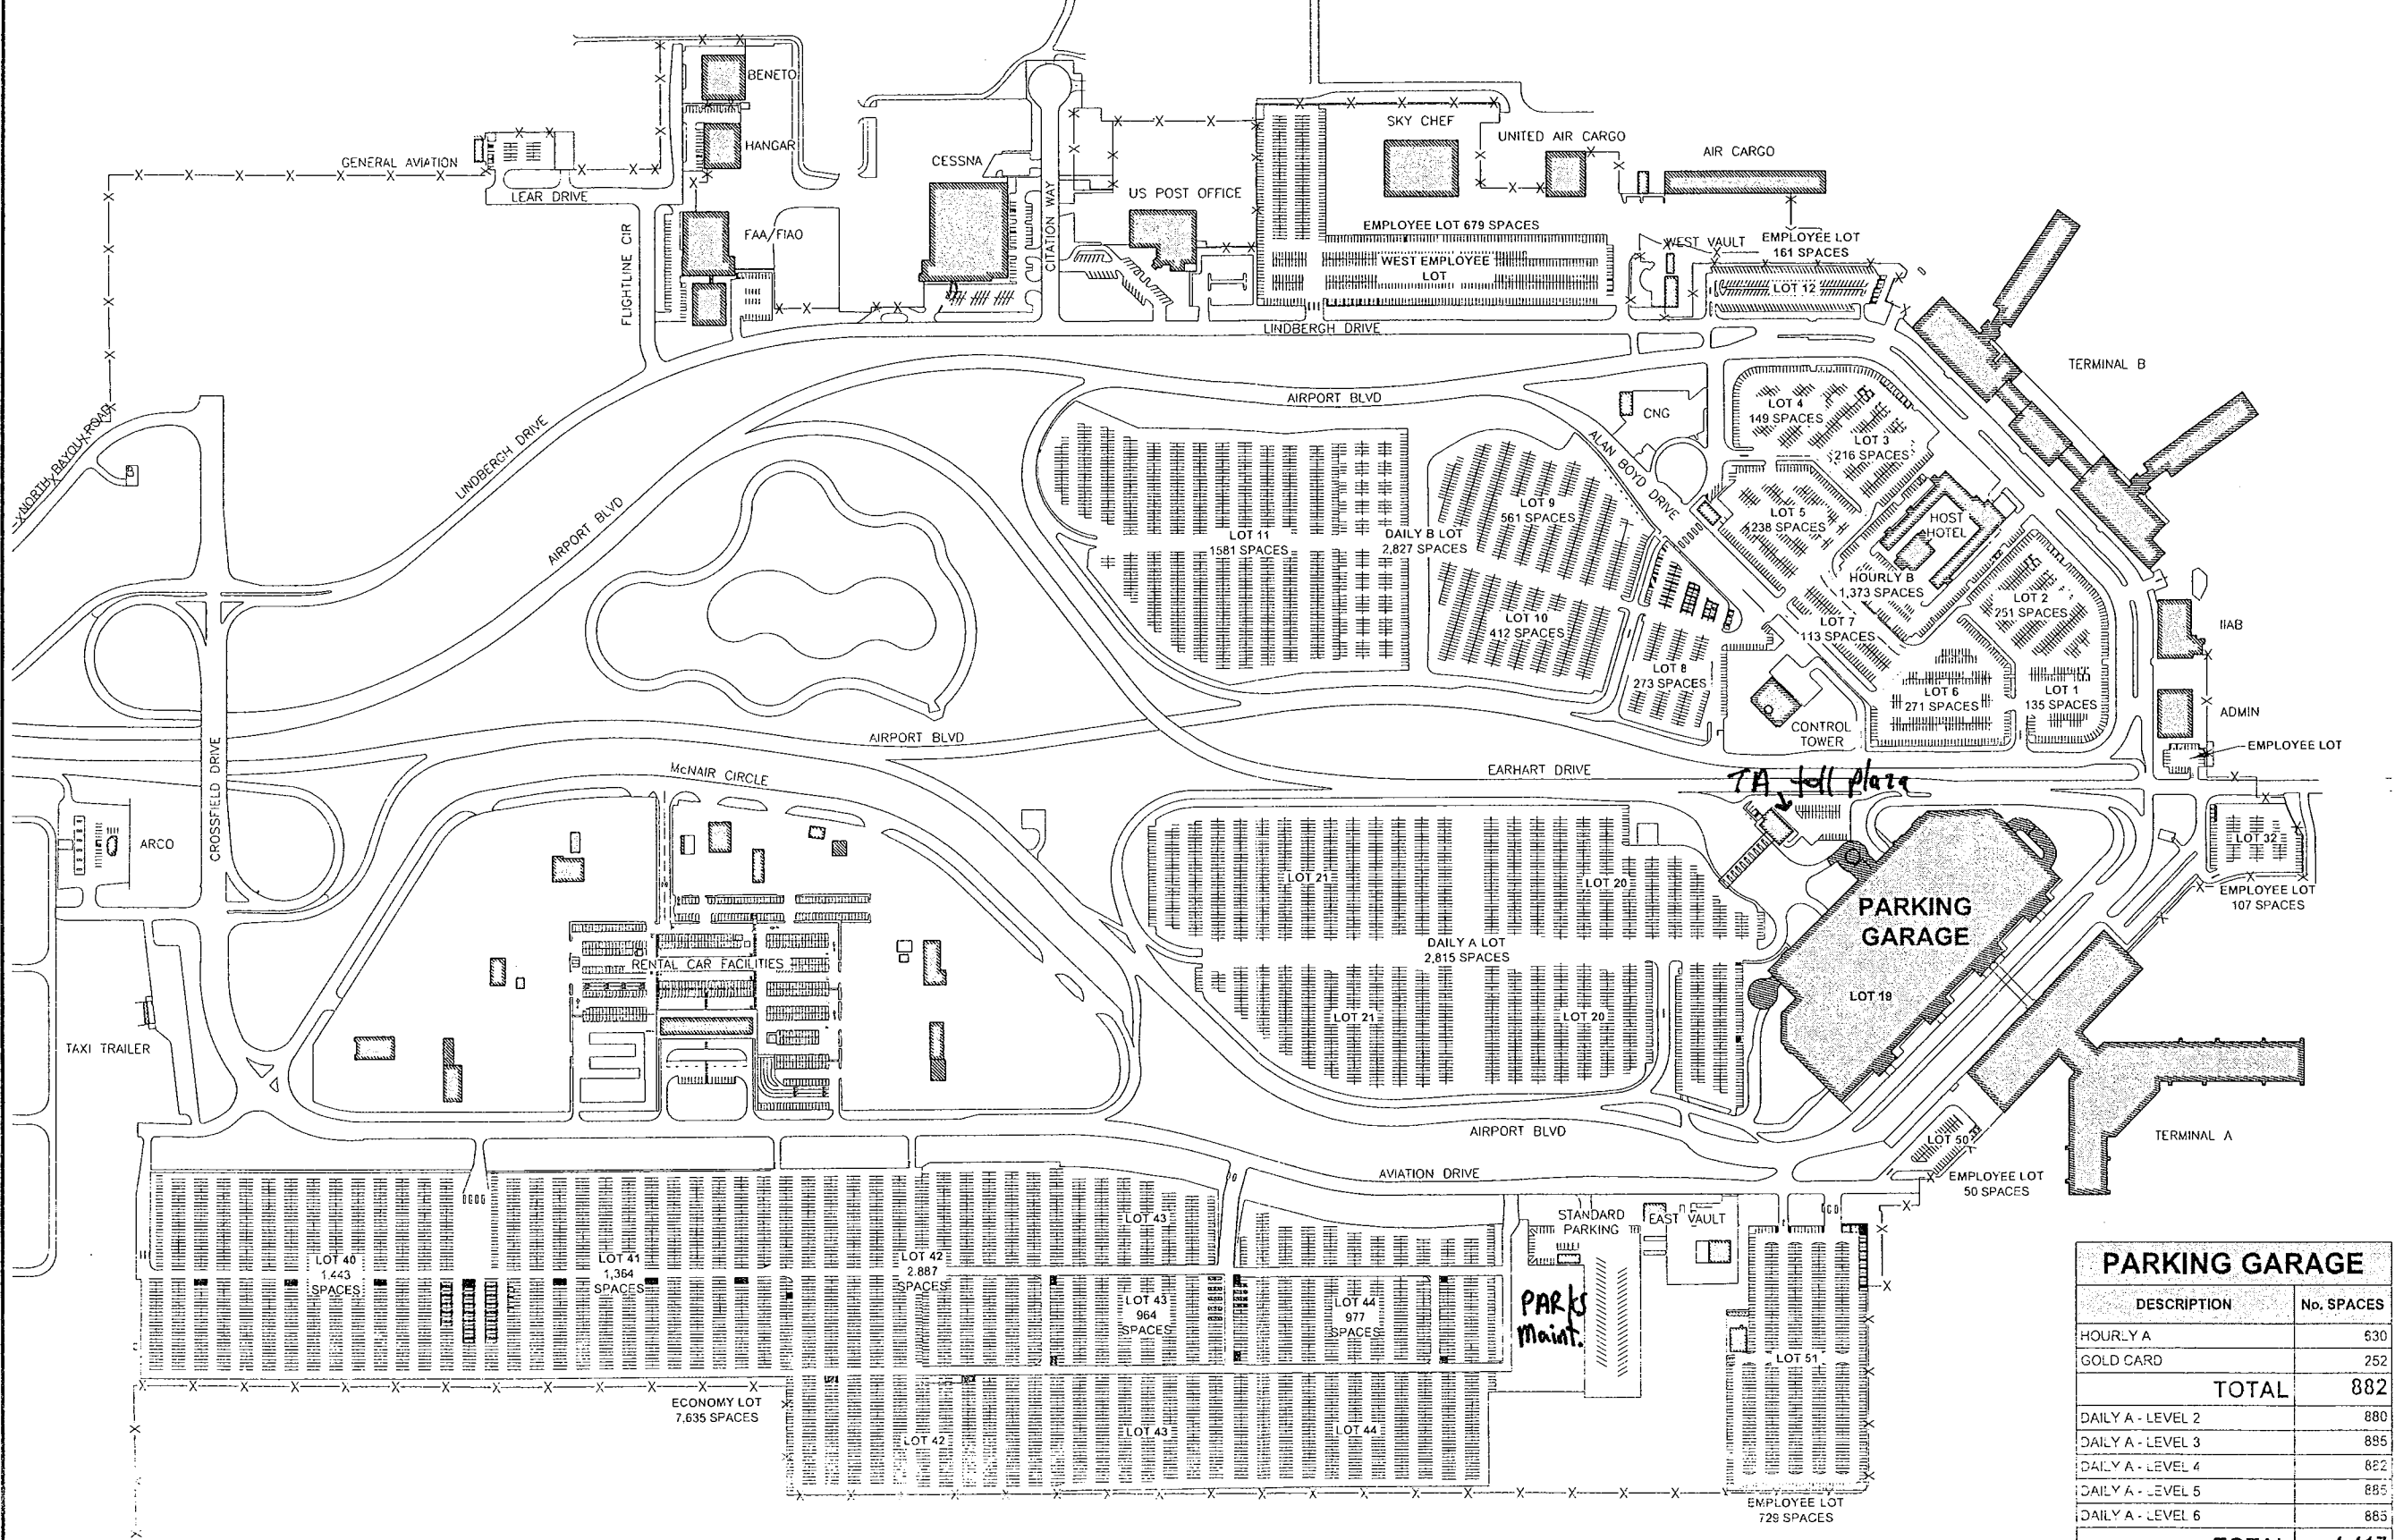 BENETO
HANGAR
GENERAL AVIATION
LEAR DRIVE
FLIGHTLINE CIR
FAA/FIAO
CESSNA
CITATION WAY
US POST OFFICE
SKY CHEF
UNITED AIR CARGO
AIR CARGO
EMPLOYEE LOT 679 SPACES
WEST EMPLOYEE
LOT
WEST VAULT
EMPLOYEE LOT
161 SPACES
LOT 12
LINDBERGH DRIVE
TERMINAL B
NORTH BAYOU ROAD
LINDBERGH DRIVE
AIRPORT BLVD
AIRPORT BLVD
CNG
ALAN BOYD DRIVE
LOT 4
149 SPACES
LOT 3
216 SPACES
LOT 5
238 SPACES
HOST
HOTEL
LOT 11
1581 SPACES
DAILY B LOT
2,827 SPACES
LOT 9
561 SPACES
LOT 10
412 SPACES
HOURLY B
1,373 SPACES
LOT 2
251 SPACES
LOT 7
113 SPACES
LOT 8
273 SPACES
LOT 6
271 SPACES
LOT 1
135 SPACES
IIAB
ADMIN
EMPLOYEE LOT
CONTROL
TOWER
AIRPORT BLVD
EARHART DRIVE
McNAIR CIRCLE
CROSSFIELD DRIVE
ARCO
TA toll plaza
LOT 32
EMPLOYEE LOT
107 SPACES
LOT 21
LOT 20
PARKING
GARAGE
DAILY A LOT
2,815 SPACES
RENTAL CAR FACILITIES
LOT 19
LOT 21
LOT 20
TAXI TRAILER
AIRPORT BLVD
TERMINAL A
LOT 50
EMPLOYEE LOT
50 SPACES
AVIATION DRIVE
STANDARD
PARKING
EAST VAULT
LOT 43
LOT 40
1,443
SPACES
LOT 41
1,364
SPACES
LOT 42
2,887
SPACES
LOT 43
964
SPACES
LOT 44
977
SPACES
PARKS
Maint.
LOT 51
ECONOMY LOT
7,635 SPACES
LOT 42
LOT 43
LOT 44
EMPLOYEE LOT
729 SPACES
PARKING GARAGE
DESCRIPTION No. SPACES
HOURLY A 630
GOLD CARD 252
TOTAL 882
DAILY A - LEVEL 2 880
DAILY A - LEVEL 3 885
DAILY A - LEVEL 4 882
DAILY A - LEVEL 5 885
DAILY A - LEVEL 6 885
TOTAL